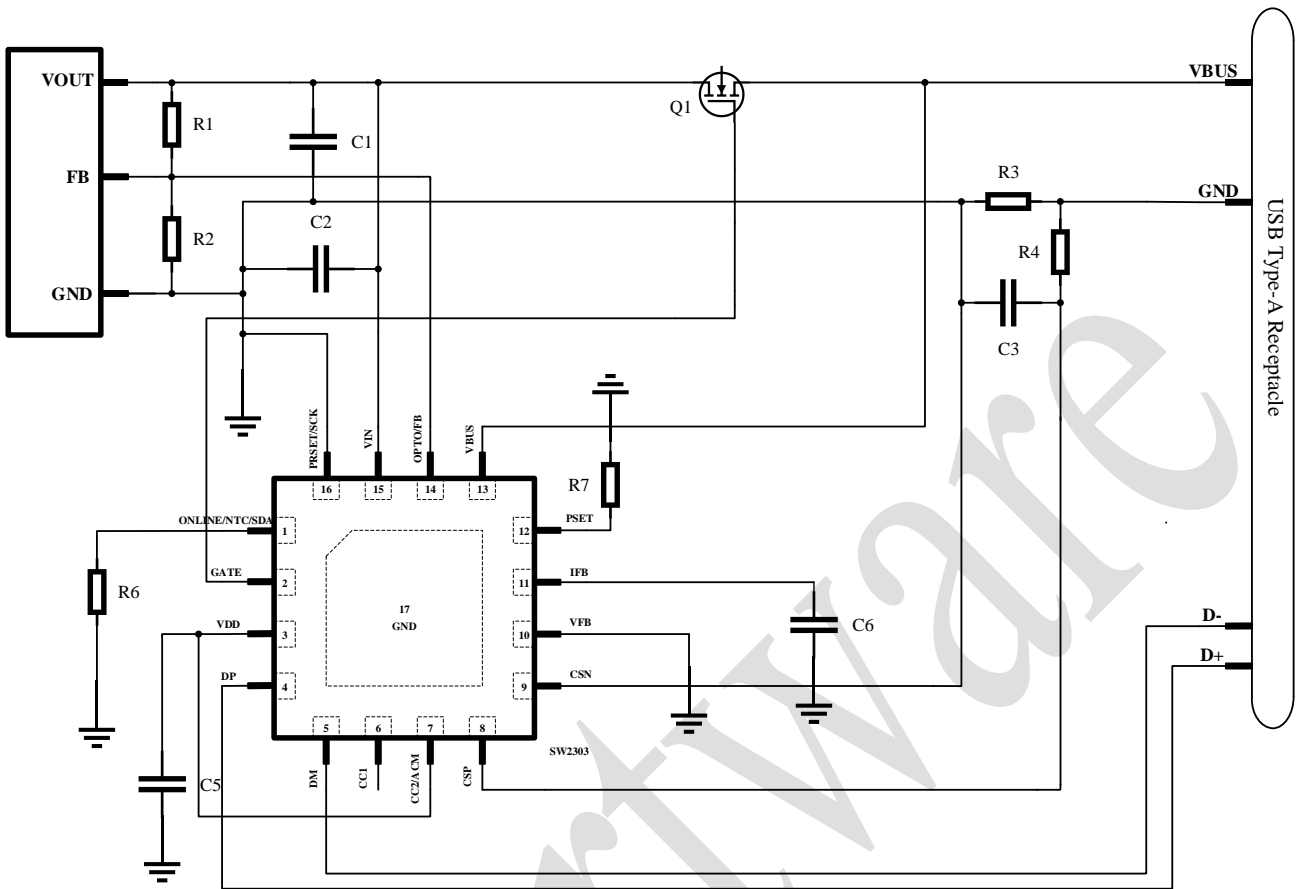 VOUT
R1
FB
R2
GND
C1
C2
Q1
VBUS
R3
GND
R4
C3
USB Type-A Receptacle
PRSET/SCK
VIN
OPTO/FB
VBUS
16
15
14
13
R7
ONLINE/NTC/SDA
1
12
PSET
GATE
2
11
IFB
R6
17
GND
C6
VDD
3
10
VFB
DP
4
9
CSN
D-
D+
5
6
7
8
SW2303
DM
CC1
CC2/ACM
CSP
C5